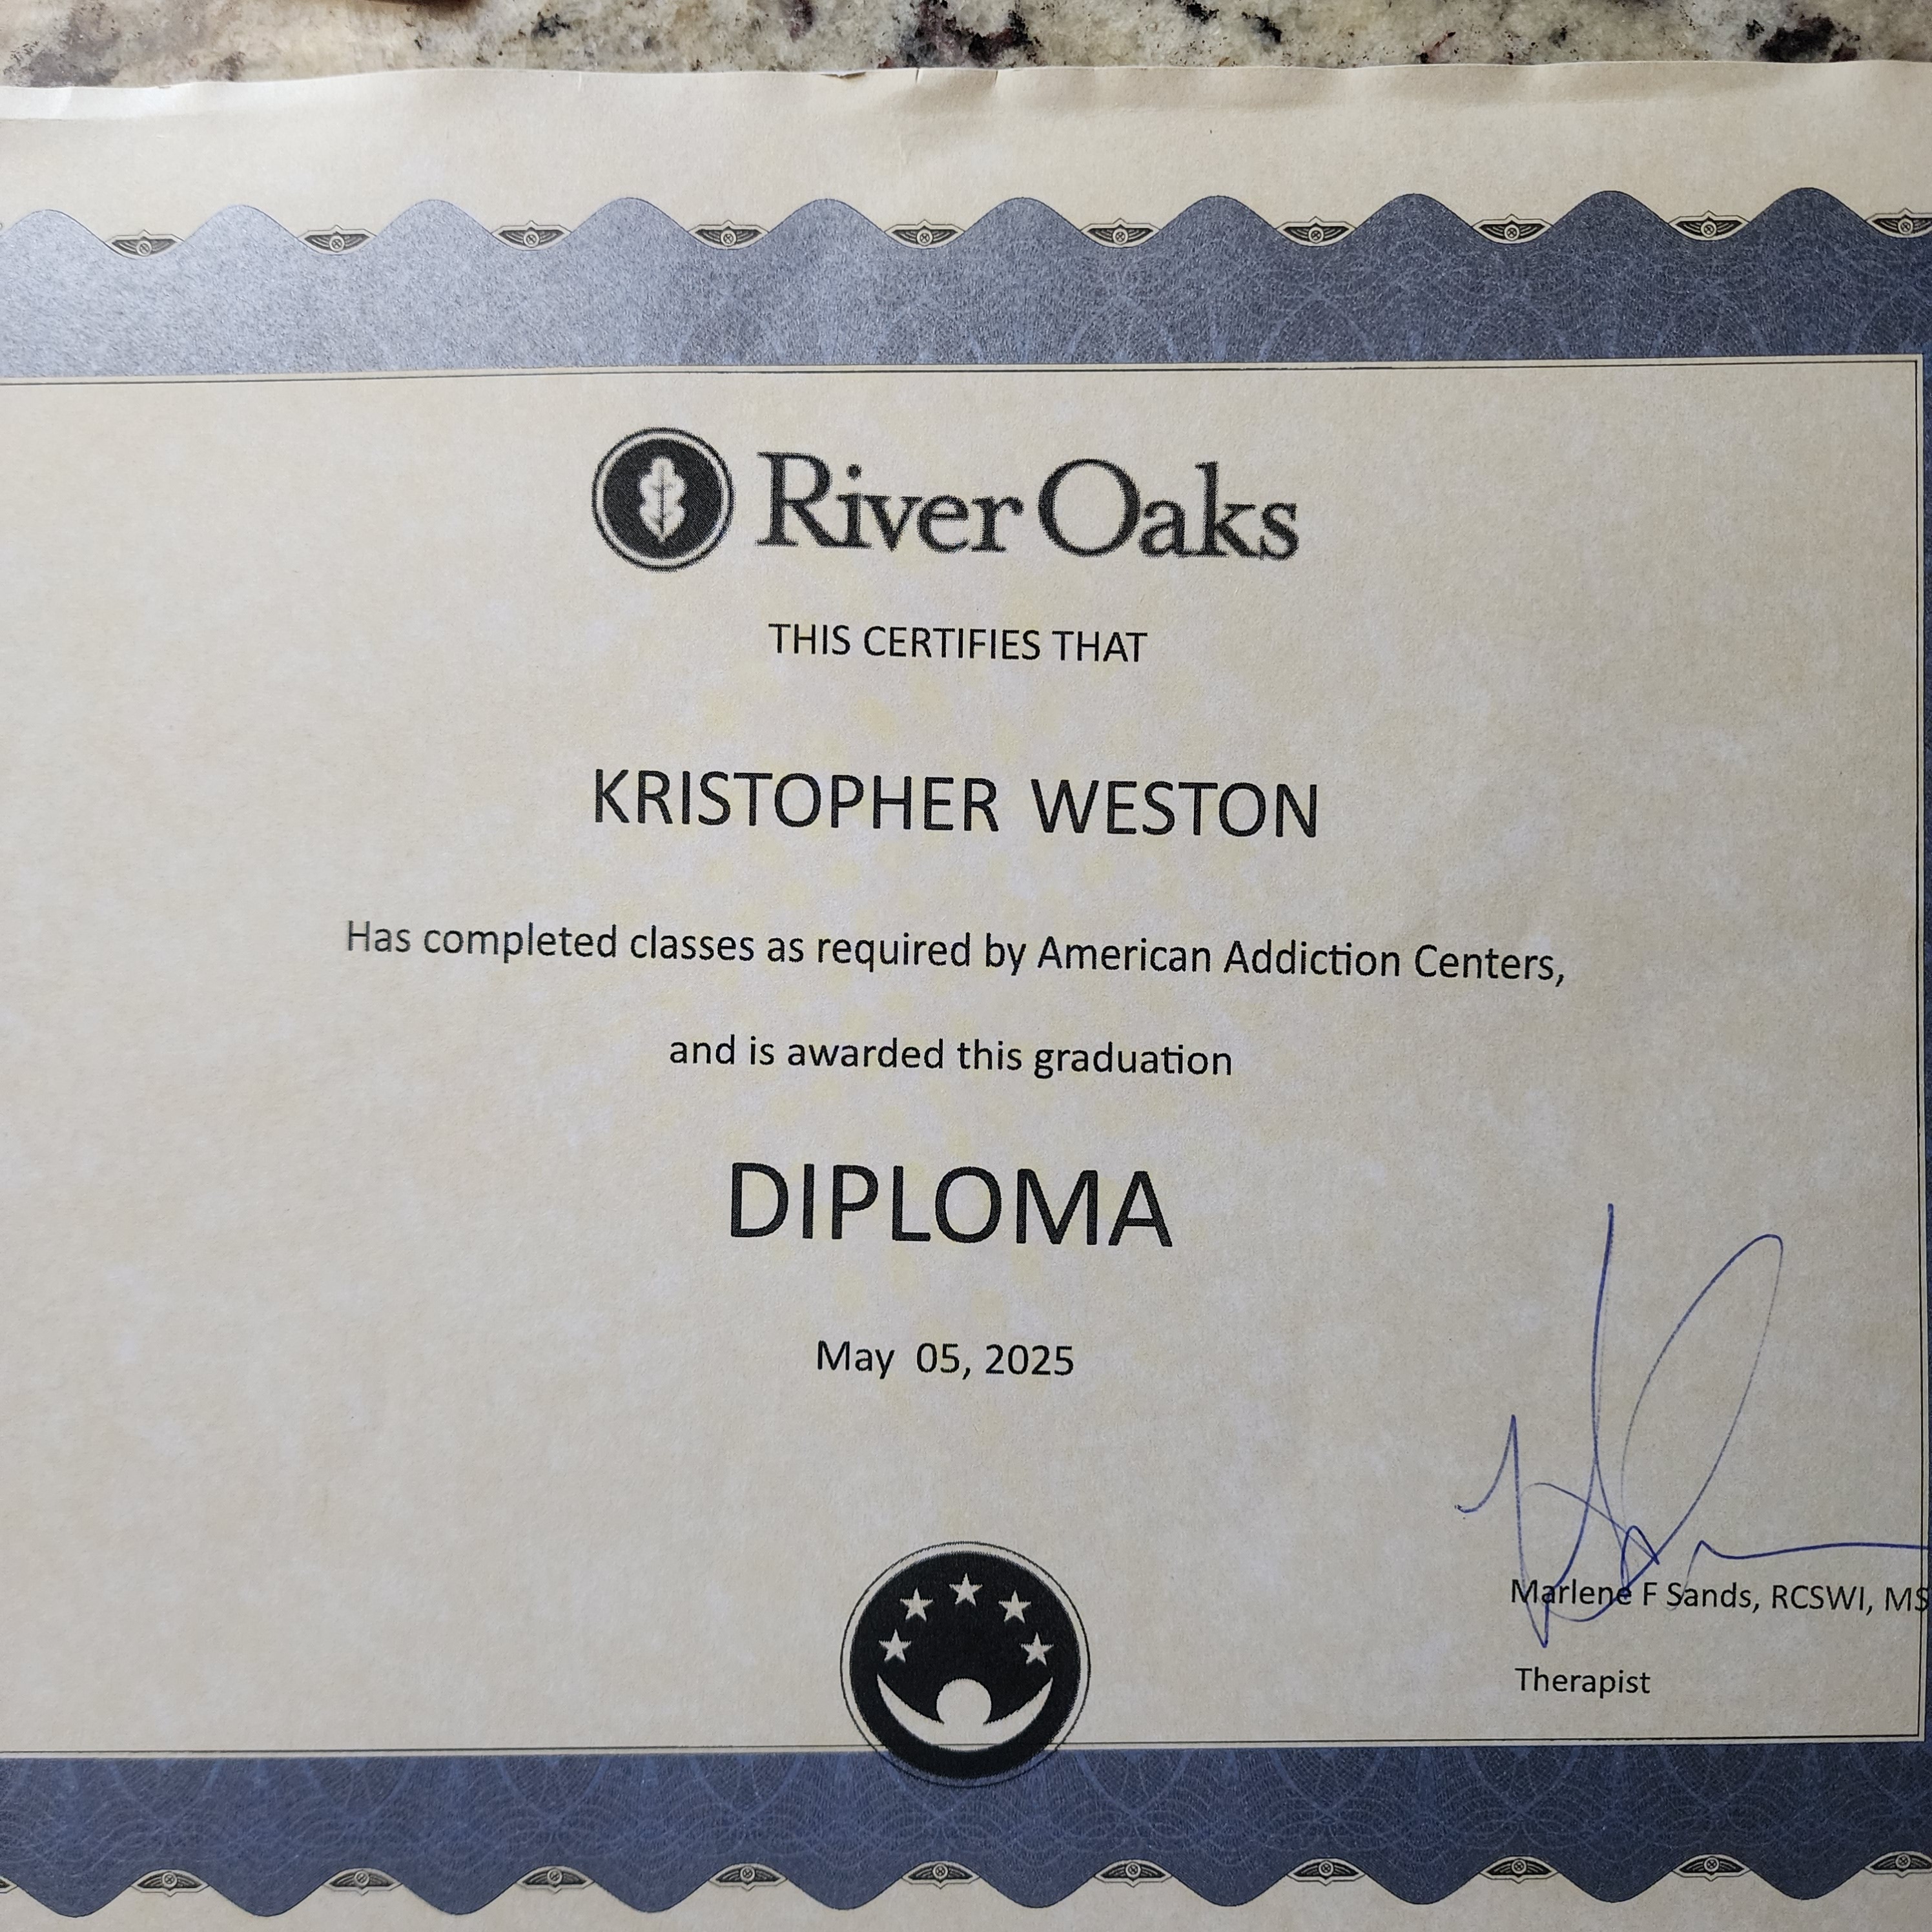 River Oaks
THIS CERTIFIES THAT
KRISTOPHER WESTON
Has completed classes as required by American Addiction Centers,
and is awarded this graduation
DIPLOMA
May 05, 2025
Marlene F Sands, RCSWI, MS
Therapist